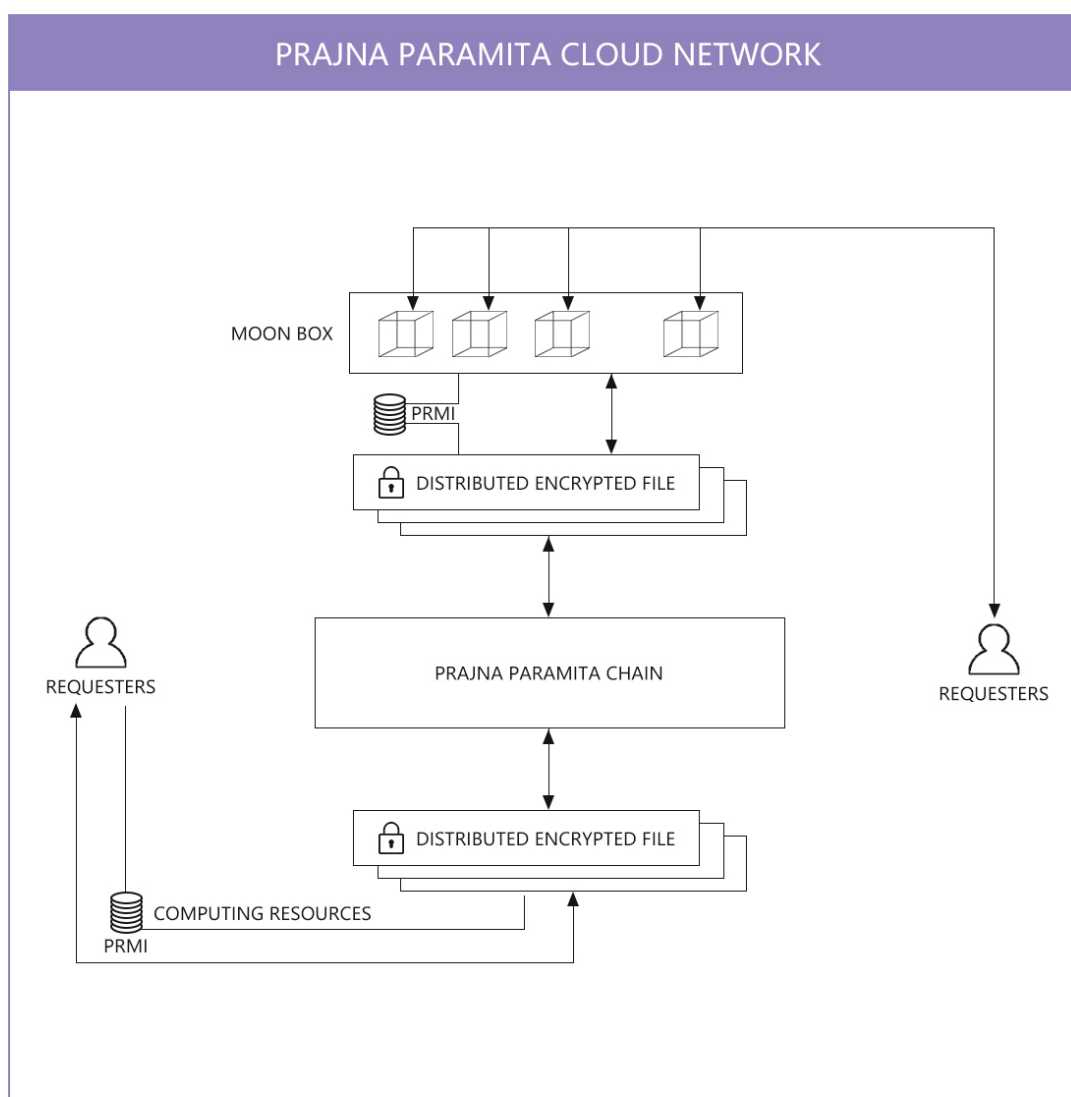 PRAJNA PARAMITA CLOUD NETWORK
MOON BOX
PRMI
DISTRIBUTED ENCRYPTED FILE
REQUESTERS
PRAJNA PARAMITA CHAIN
REQUESTERS
DISTRIBUTED ENCRYPTED FILE
COMPUTING RESOURCES
PRMI